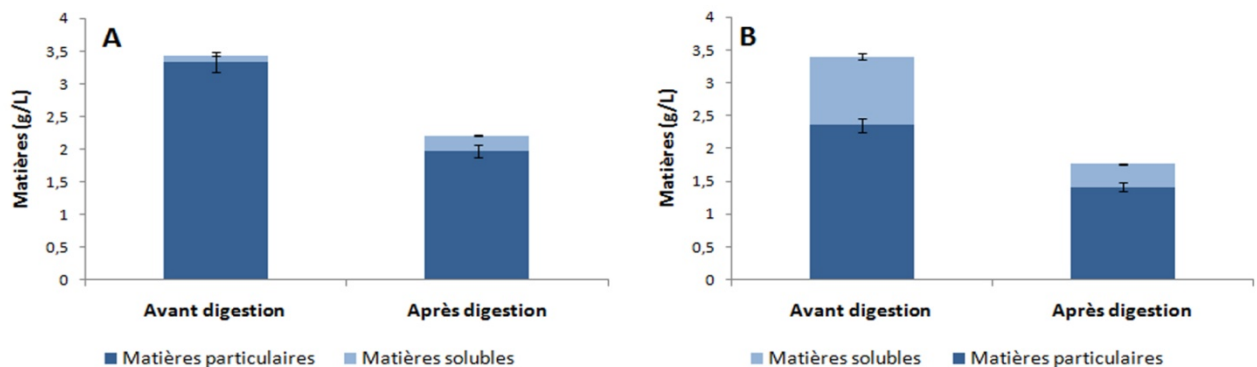 A
Matières (g/L)
4
3,5
3
2,5
2
1,5
1
0,5
0
Avant digestion Après digestion
Matières particulaires Matières solubles
B
Matières (g/L)
4
3,5
3
2,5
2
1,5
1
0,5
0
Avant digestion Après digestion
Matières solubles Matières particulaires